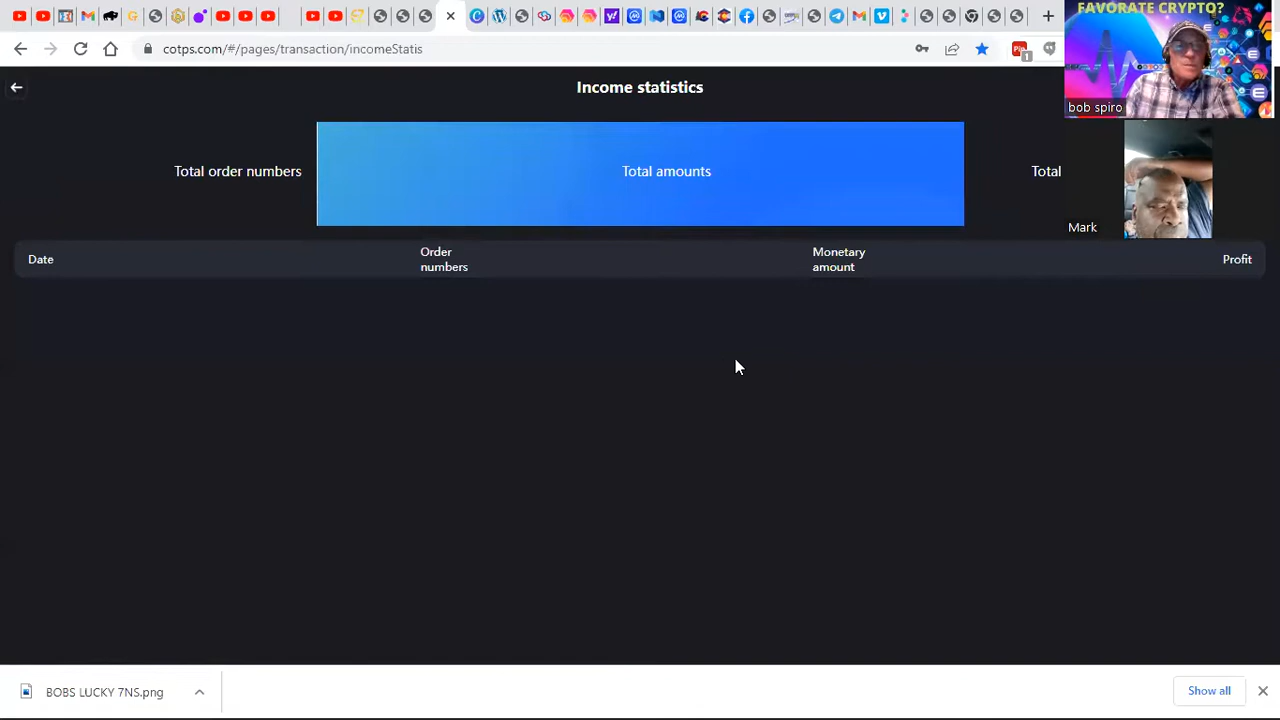 FAVORATE CRYPTO?
cotps.com/#/pages/transaction/incomeStatis
bob spiro
Income statistics
Total order numbers
Total amounts
Total
Mark
Date
Order
numbers
Monetary
amount
Profit
BOBS LUCKY 7NS.png
Show all